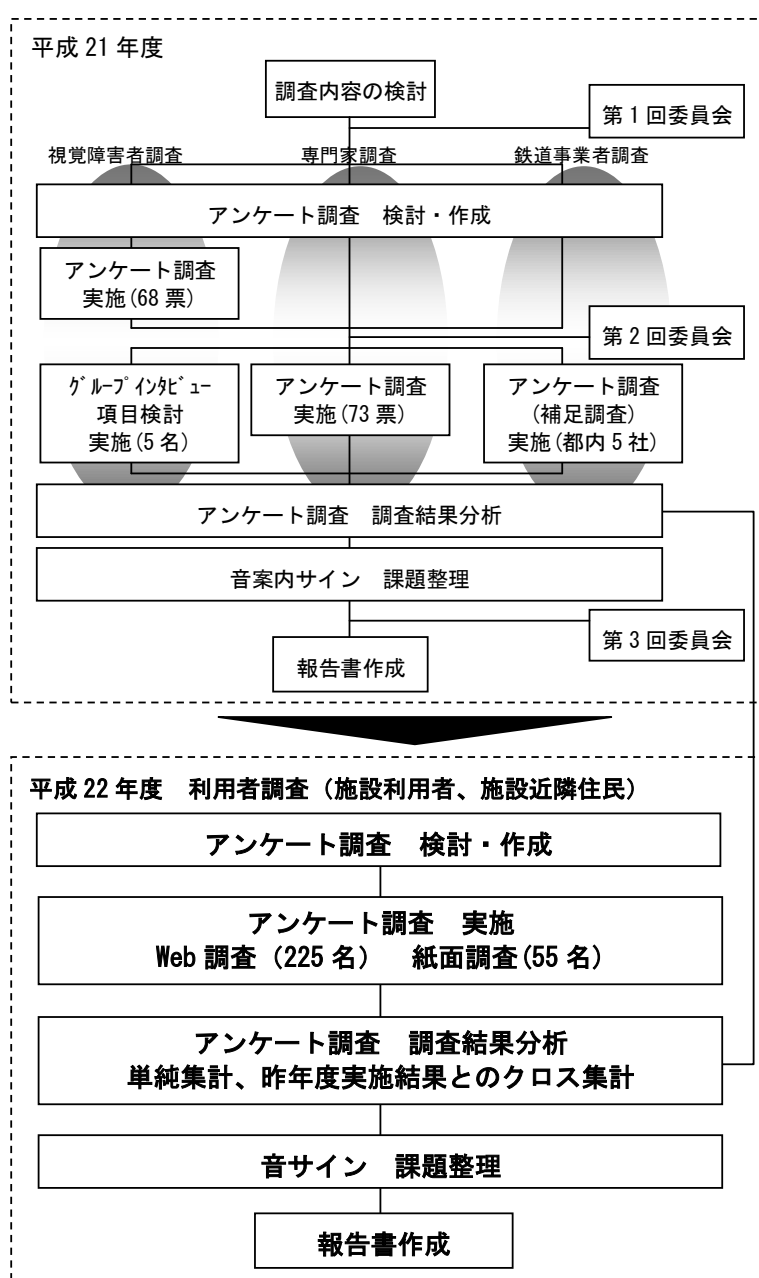 平成 21 年度
調査内容の検討
第 1 回委員会
視覚障害者調査
専門家調査
鉄道事業者調査
アンケート調査　検討・作成
アンケート調査
実施(68 票)
第 2 回委員会
ｸﾞﾙｰﾌﾟｲﾝﾀﾋﾞｭｰ
項目検討
実施(5 名)
アンケート調査
実施(73 票)
アンケート調査
(補足調査)
実施(都内 5 社)
アンケート調査　調査結果分析
音案内サイン　課題整理
第 3 回委員会
報告書作成
平成 22 年度　利用者調査（施設利用者、施設近隣住民）
アンケート調査　検討・作成
アンケート調査　実施
Web 調査（225 名）　紙面調査(55 名)
アンケート調査　調査結果分析
単純集計、昨年度実施結果とのクロス集計
音サイン　課題整理
報告書作成